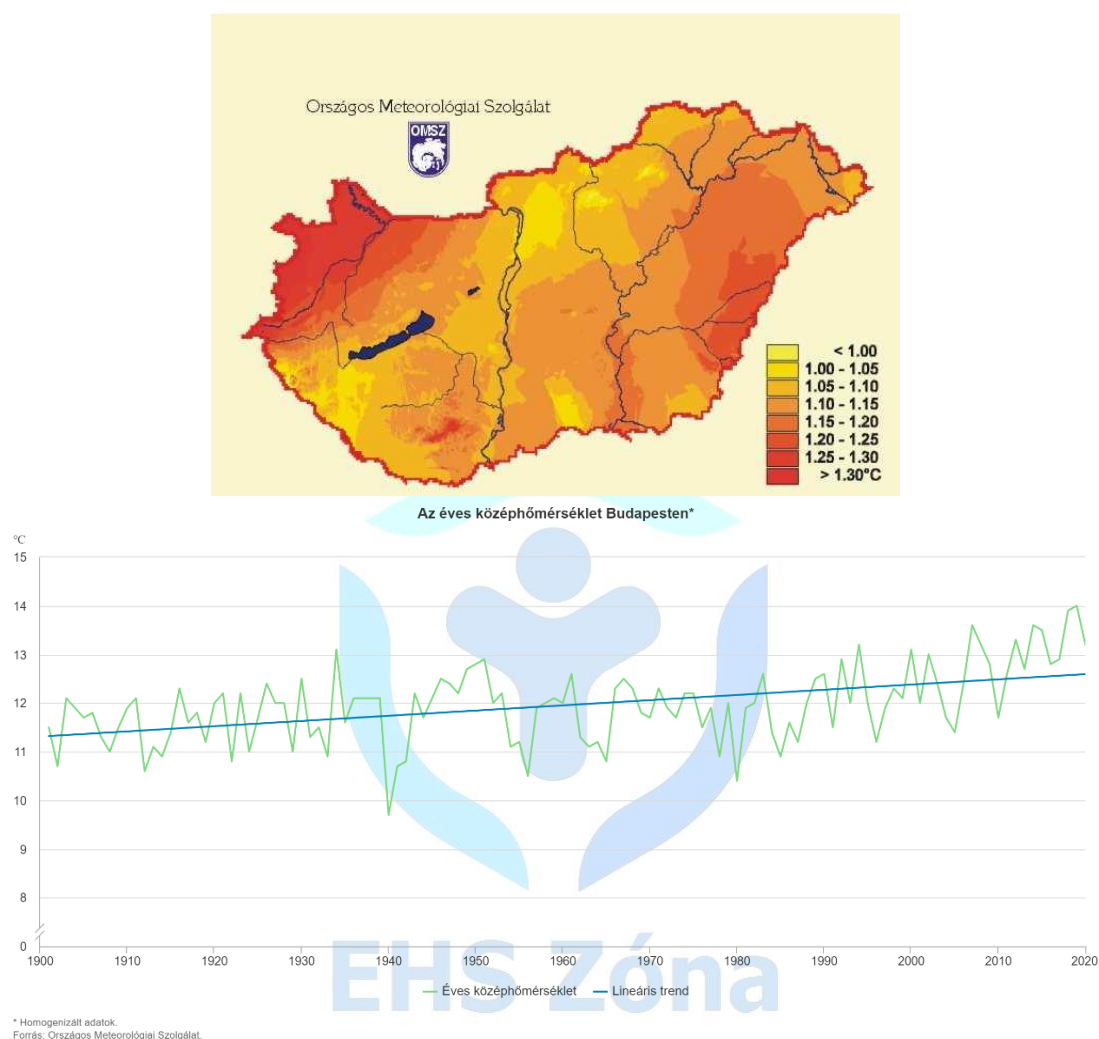 Országos Meteorológiai Szolgálat
OMSZ
< 1.00
1.00 - 1.05
1.05 - 1.10
1.10 - 1.15
1.15 - 1.20
1.20 - 1.25
1.25 - 1.30
> 1.30°C
Az éves középhőmérséklet Budapesten*
°C
15
14
13
12
11
10
9
8
0
1900 1910 1920 1930 1940 1950 1960 1970 1980 1990 2000 2010 2020
EHS Zóna
Éves középhőmérséklet Lineáris trend
* Homogenizált adatok.
Forrás: Országos Meteorológiai Szolgálat.